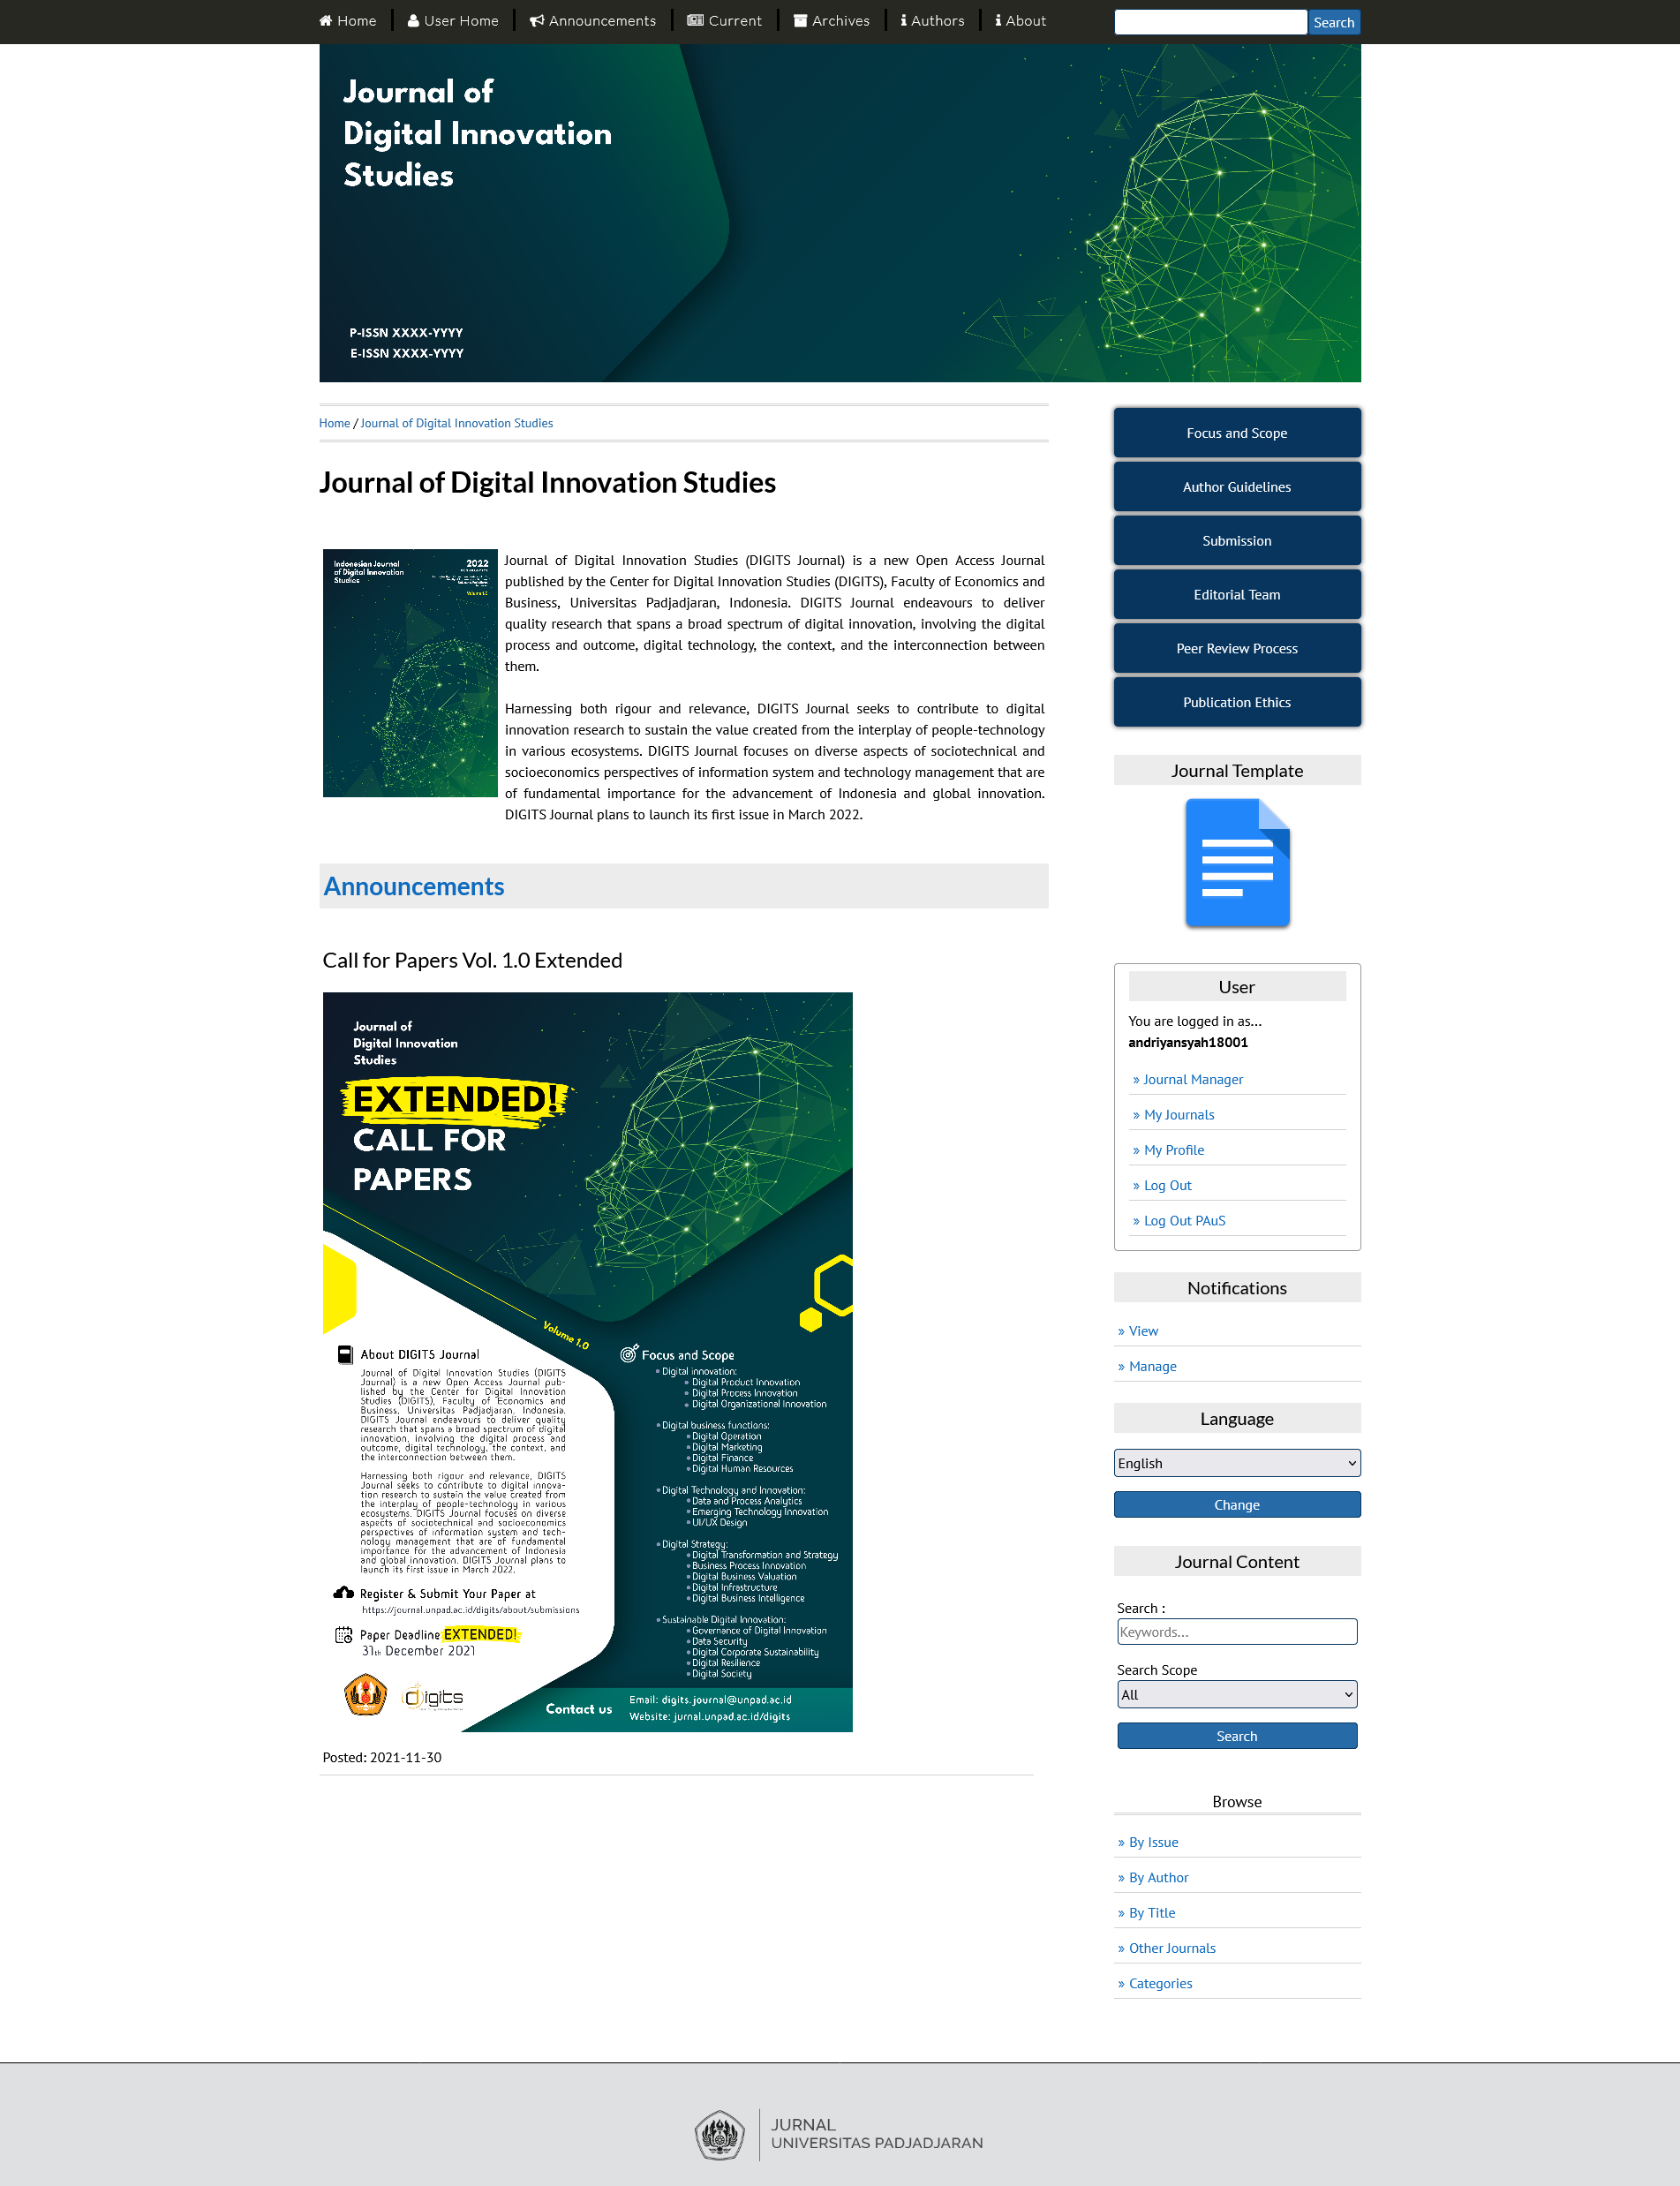 Home
User Home
Announcements
Current
Archives
Authors
About
Search
Journal of
Digital Innovation
Studies
P-ISSN XXXX-YYYY
E-ISSN XXXX-YYYY
Home / Journal of Digital Innovation Studies
Journal of Digital Innovation Studies
Indonesian Journal
of Digital Innovation
Studies
2022
Journal of Digital Innovation Studies (DIGITS Journal) is a new Open Access Journal
published by the Center for Digital Innovation Studies (DIGITS), Faculty of Economics and
Business, Universitas Padjadjaran, Indonesia. DIGITS Journal endeavours to deliver
quality research that spans a broad spectrum of digital innovation, involving the digital
process and outcome, digital technology, the context, and the interconnection between
them.
Harnessing both rigour and relevance, DIGITS Journal seeks to contribute to digital
innovation research to sustain the value created from the interplay of people-technology
in various ecosystems. DIGITS Journal focuses on diverse aspects of sociotechnical and
socioeconomics perspectives of information system and technology management that are
of fundamental importance for the advancement of Indonesia and global innovation.
DIGITS Journal plans to launch its first issue in March 2022.
Announcements
Call for Papers Vol. 1.0 Extended
Journal of
Digital Innovation
Studies
EXTENDED!
CALL FOR
PAPERS
Volume 1.0
About DIGITS Journal
Journal of Digital Innovation Studies (DIGITS
Journal) is a new Open Access Journal pub-
lished by the Center for Digital Innovation
Studies (DIGITS), Faculty of Economics and
Business, Universitas Padjadjaran, Indonesia.
DIGITS Journal endeavours to deliver quality
research that spans a broad spectrum of digital
innovation, involving the digital process and
outcome, digital technology, the context, and
the interconnection between them.
Harnessing both rigour and relevance, DIGITS
Journal seeks to contribute to digital innova-
tion research to sustain the value created from
the interplay of people-technology in various
ecosystems. DIGITS Journal focuses on diverse
aspects of sociotechnical and socioeconomics
perspectives of information system and tech-
nology management that are of fundamental
importance for the advancement of Indonesia
and global innovation. DIGITS Journal plans to
launch its first issue in March 2022.
Register & Submit Your Paper at
https://journal.unpad.ac.id/digits/about/submissions
Paper Deadline EXTENDED!
31th December 2021
digits
Focus and Scope
• Digital innovation:
• Digital Product Innovation
• Digital Process Innovation
• Digital Organizational Innovation
• Digital business functions:
• Digital Operation
• Digital Marketing
• Digital Finance
• Digital Human Resources
• Digital Technology and Innovation:
• Data and Process Analytics
• Emerging Technology Innovation
• UI/UX Design
• Digital Strategy:
• Digital Transformation and Strategy
• Business Process Innovation
• Digital Business Valuation
• Digital Infrastructure
• Digital Business Intelligence
• Sustainable Digital Innovation:
• Governance of Digital Innovation
• Data Security
• Digital Corporate Sustainability
• Digital Resilience
• Digital Society
Contact us
Email: digits.journal@unpad.ac.id
Website: jurnal.unpad.ac.id/digits
Posted: 2021-11-30
Focus and Scope
Author Guidelines
Submission
Editorial Team
Peer Review Process
Publication Ethics
Journal Template
User
You are logged in as...
andriyansyah18001
» Journal Manager
» My Journals
» My Profile
» Log Out
» Log Out PAuS
Notifications
» View
» Manage
Language
English
Change
Journal Content
Search :
Keywords...
Search Scope
All
Search
Browse
» By Issue
» By Author
» By Title
» Other Journals
» Categories
JURNAL
UNIVERSITAS PADJADJARAN